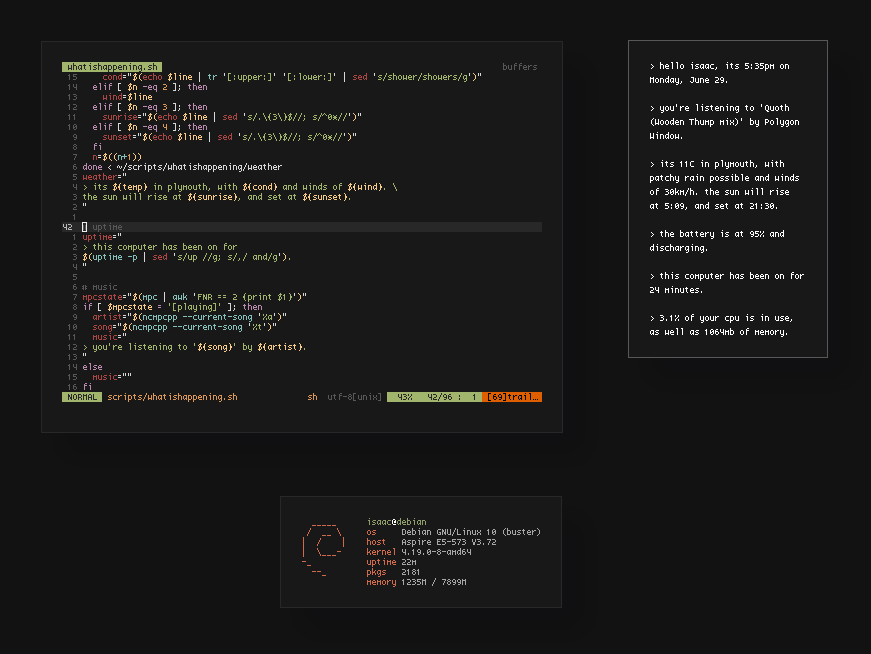 whatishappening.sh buffers
15 cond="$(echo $line | tr '[:upper:]' '[:lower:]' | sed 's/shower/showers/g')"
14 elif [ $n -eq 2 ]; then
13 wind=$line
12 elif [ $n -eq 3 ]; then
11 sunrise="$(echo $line | sed 's/.\{3\}$//; s/^0*//')"
10 elif [ $n -eq 4 ]; then
9 sunset="$(echo $line | sed 's/.\{3\}$//; s/^0*//')"
8 fi
7 n=$((n+1))
6 done < ~/scripts/whatishappening/weather
5 weather="
4 > its ${temp} in plymouth, with ${cond} and winds of ${wind}. \
3 the sun will rise at ${sunrise}, and set at ${sunset}.
2 "
1
42 # uptime
1 uptime="
2 > this computer has been on for
3 $(uptime -p | sed 's/up //g; s/,/ and/g').
4 "
5
6 # music
7 mpcstate="$(mpc | awk 'FNR == 2 {print $1}')"
8 if [ $mpcstate = '[playing]' ]; then
9 artist="$(ncmpcpp --current-song '%a')"
10 song="$(ncmpcpp --current-song '%t')"
11 music="
12 > you're listening to '${song}' by ${artist}.
13 "
14 else
15 music=""
16 fi
NORMAL scripts/whatishappening.sh sh utf-8[unix] 43% 42/96 : 1 [69]trail…
> hello isaac, its 5:35pm on
Monday, June 29.
> you're listening to 'Quoth
(Wooden Thump Mix)' by Polygon
Window.
> its 11C in plymouth, with
patchy rain possible and winds
of 30km/h. the sun will rise
at 5:09, and set at 21:30.
> the battery is at 95% and
discharging.
> this computer has been on for
24 minutes.
> 3.1% of your cpu is in use,
as well as 1064mb of memory.
isaac@debian
os Debian GNU/Linux 10 (buster)
host Aspire E5-573 V3.72
kernel 4.19.0-8-amd64
uptime 22m
pkgs 2181
memory 1235M / 7899M